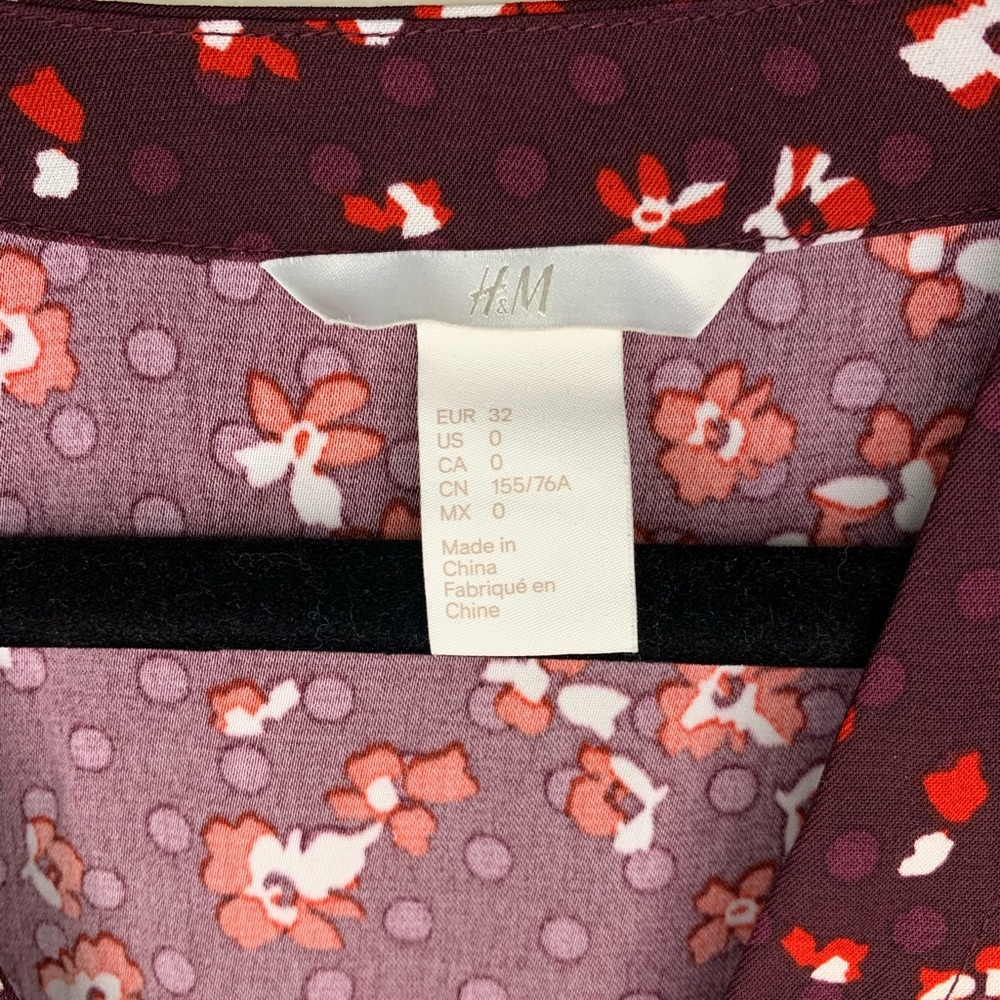 H&M
EUR 32
US 0
CA 0
CN 155/76A
MX 0
Made in
China
Fabriqué en
Chine